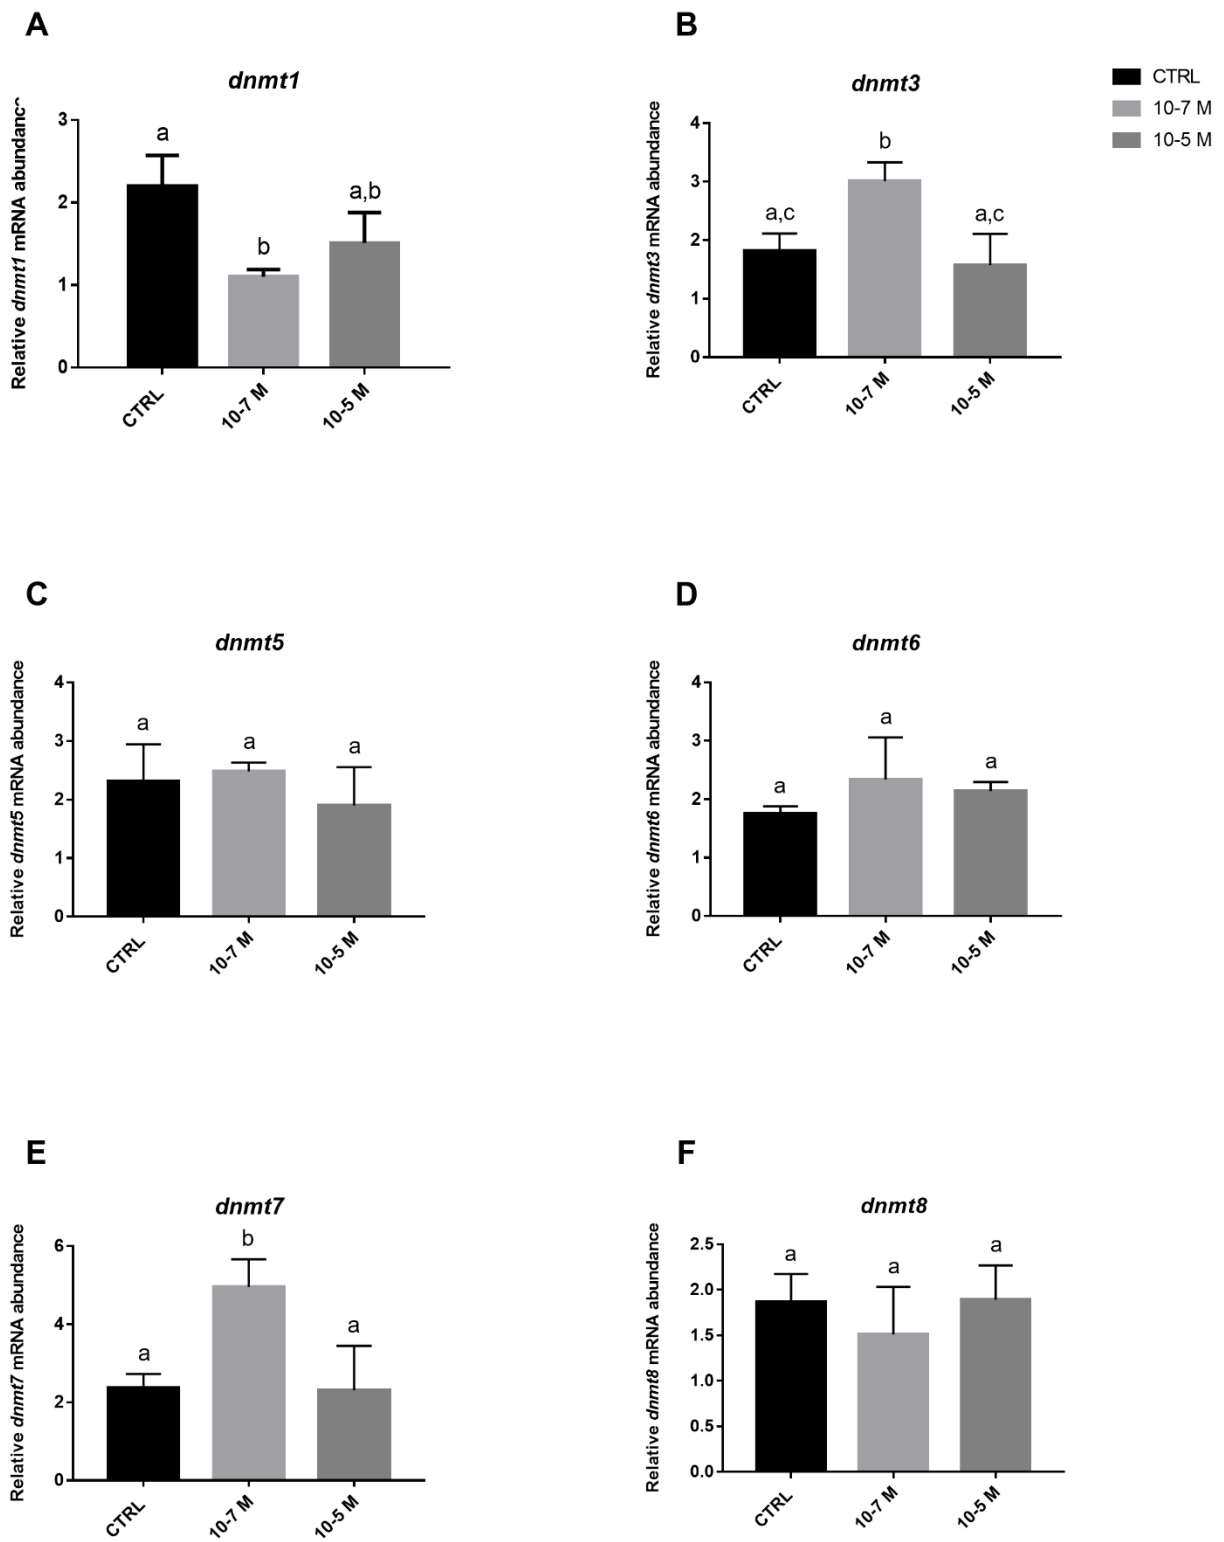 A
B
dnmt1
dnmt3
CTRL
10-7 M
10-5 M
Relative dnmt1 mRNA abundance
3
2
1
0
a
b
a,b
CTRL
10-7 M
10-5 M
Relative dnmt3 mRNA abundance
4
3
2
1
0
a,c
b
a,c
CTRL
10-7 M
10-5 M
C
D
dnmt5
dnmt6
Relative dnmt5 mRNA abundance
4
3
2
1
0
a
a
a
CTRL
10-7 M
10-5 M
Relative dnmt6 mRNA abundance
4
3
2
1
0
a
a
a
CTRL
10-7 M
10-5 M
E
F
dnmt7
dnmt8
Relative dnmt7 mRNA abundance
6
4
2
0
a
b
a
CTRL
10-7 M
10-5 M
Relative dnmt8 mRNA abundance
2.5
2.0
1.5
1.0
0.5
0.0
a
a
a
CTRL
10-7 M
10-5 M